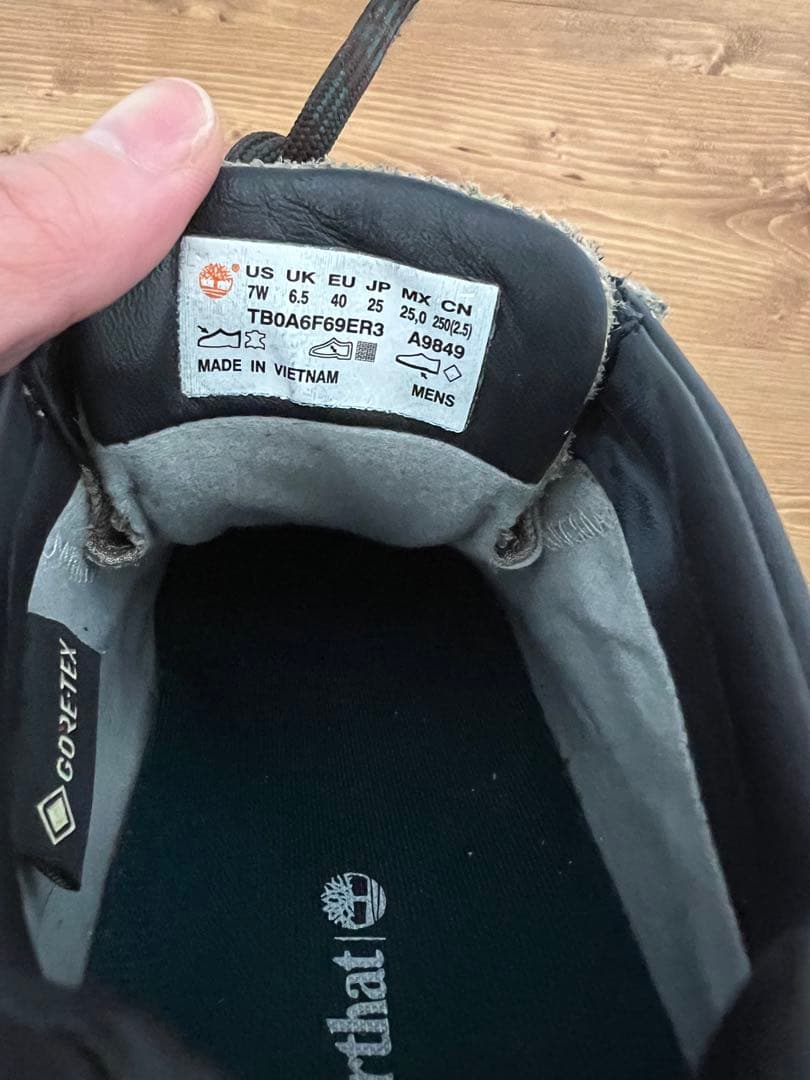 US UK EU JP MX CN
7W 6.5 40 25 25,0 250(2.5)
TB0A6F69ER3 A9849
MADE IN VIETNAM MENS
GORE-TEX
rthat